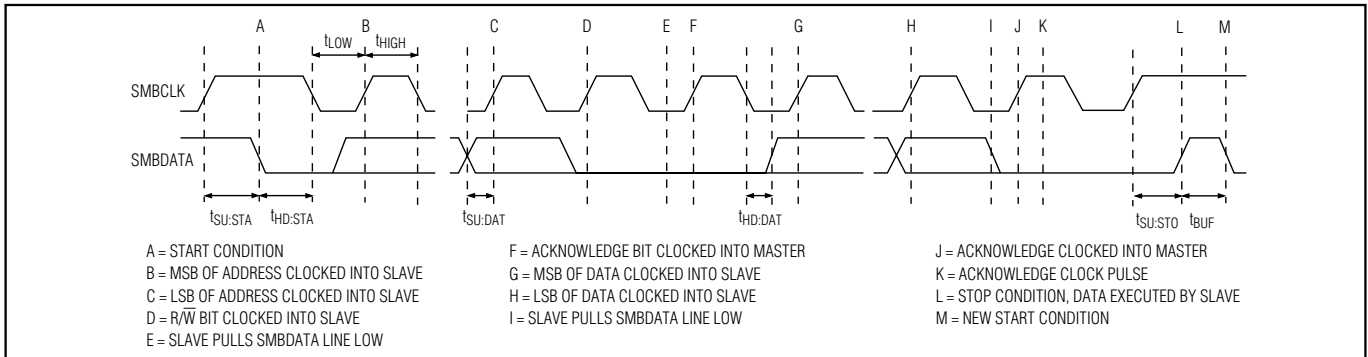 A B C D E F G H I J K L M
tLOW tHIGH
SMBCLK
SMBDATA
tSU:STA tHD:STA tSU:DAT tHD:DAT tSU:STO tBUF
A = START CONDITION
B = MSB OF ADDRESS CLOCKED INTO SLAVE
C = LSB OF ADDRESS CLOCKED INTO SLAVE
D = R/W̅ BIT CLOCKED INTO SLAVE
E = SLAVE PULLS SMBDATA LINE LOW
F = ACKNOWLEDGE BIT CLOCKED INTO MASTER
G = MSB OF DATA CLOCKED INTO SLAVE
H = LSB OF DATA CLOCKED INTO SLAVE
I = SLAVE PULLS SMBDATA LINE LOW
J = ACKNOWLEDGE CLOCKED INTO MASTER
K = ACKNOWLEDGE CLOCK PULSE
L = STOP CONDITION, DATA EXECUTED BY SLAVE
M = NEW START CONDITION